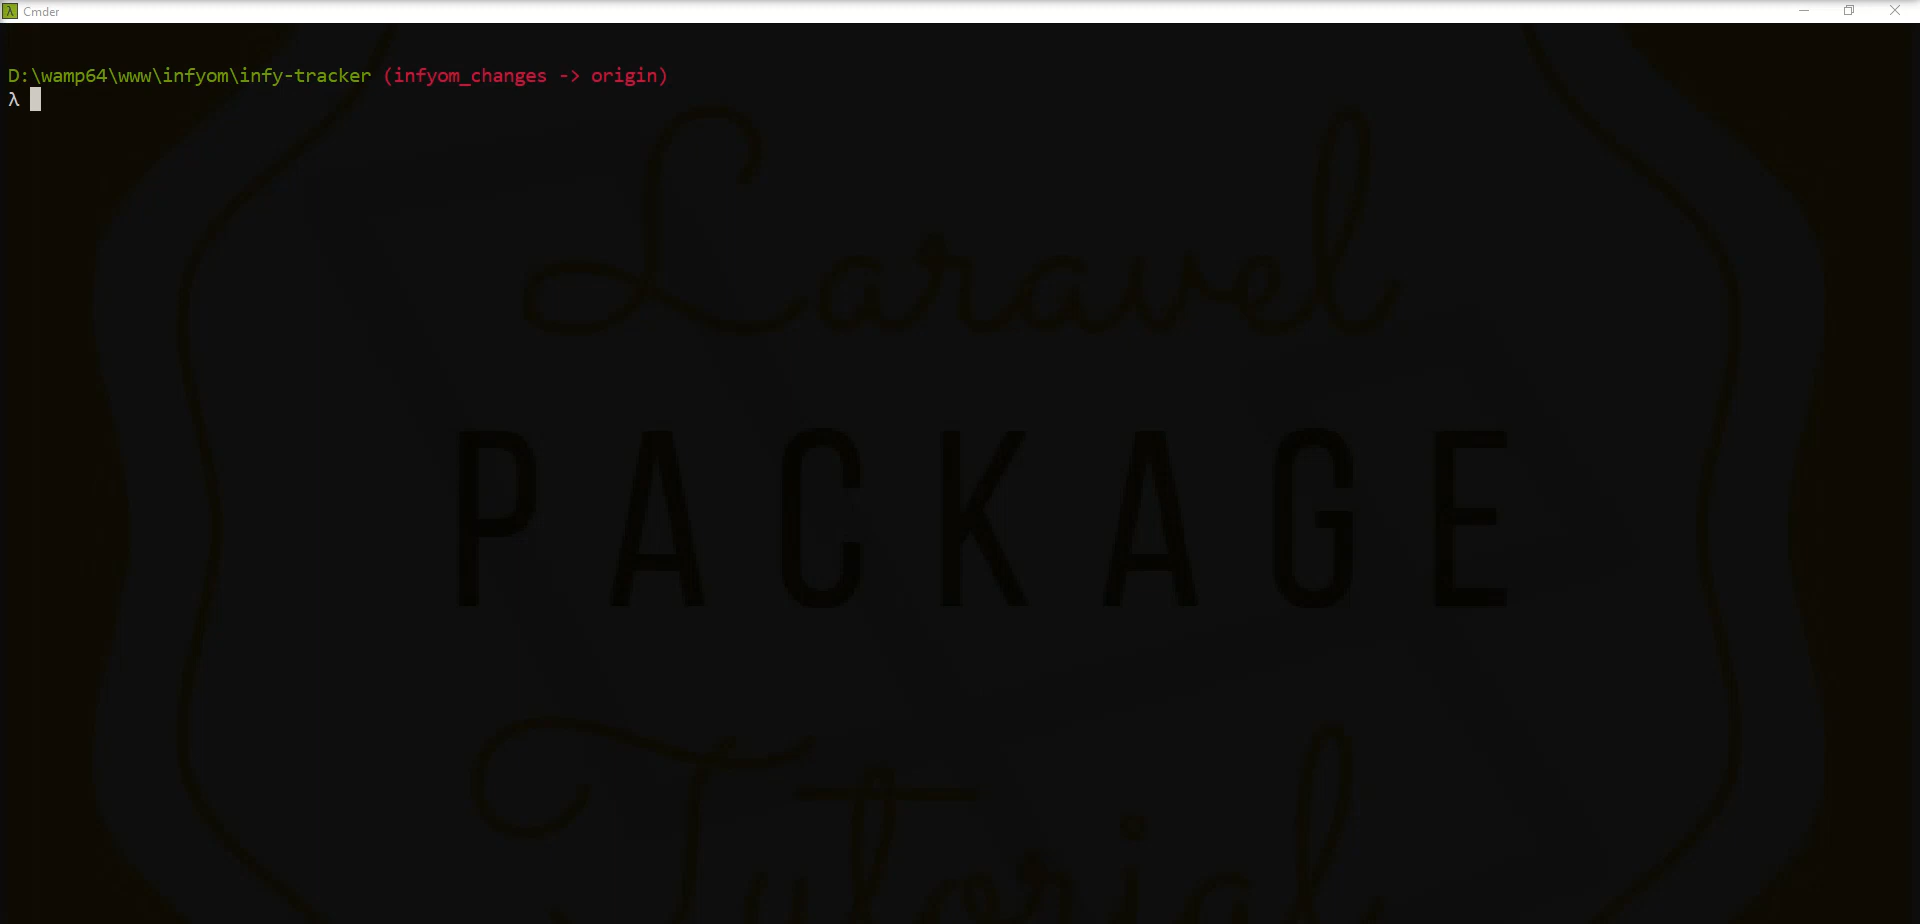 λ Cmder
D:\wamp64\www\infyom\infy-tracker (infyom_changes -> origin)
λ
Laravel
PACKAGE
Tutorial